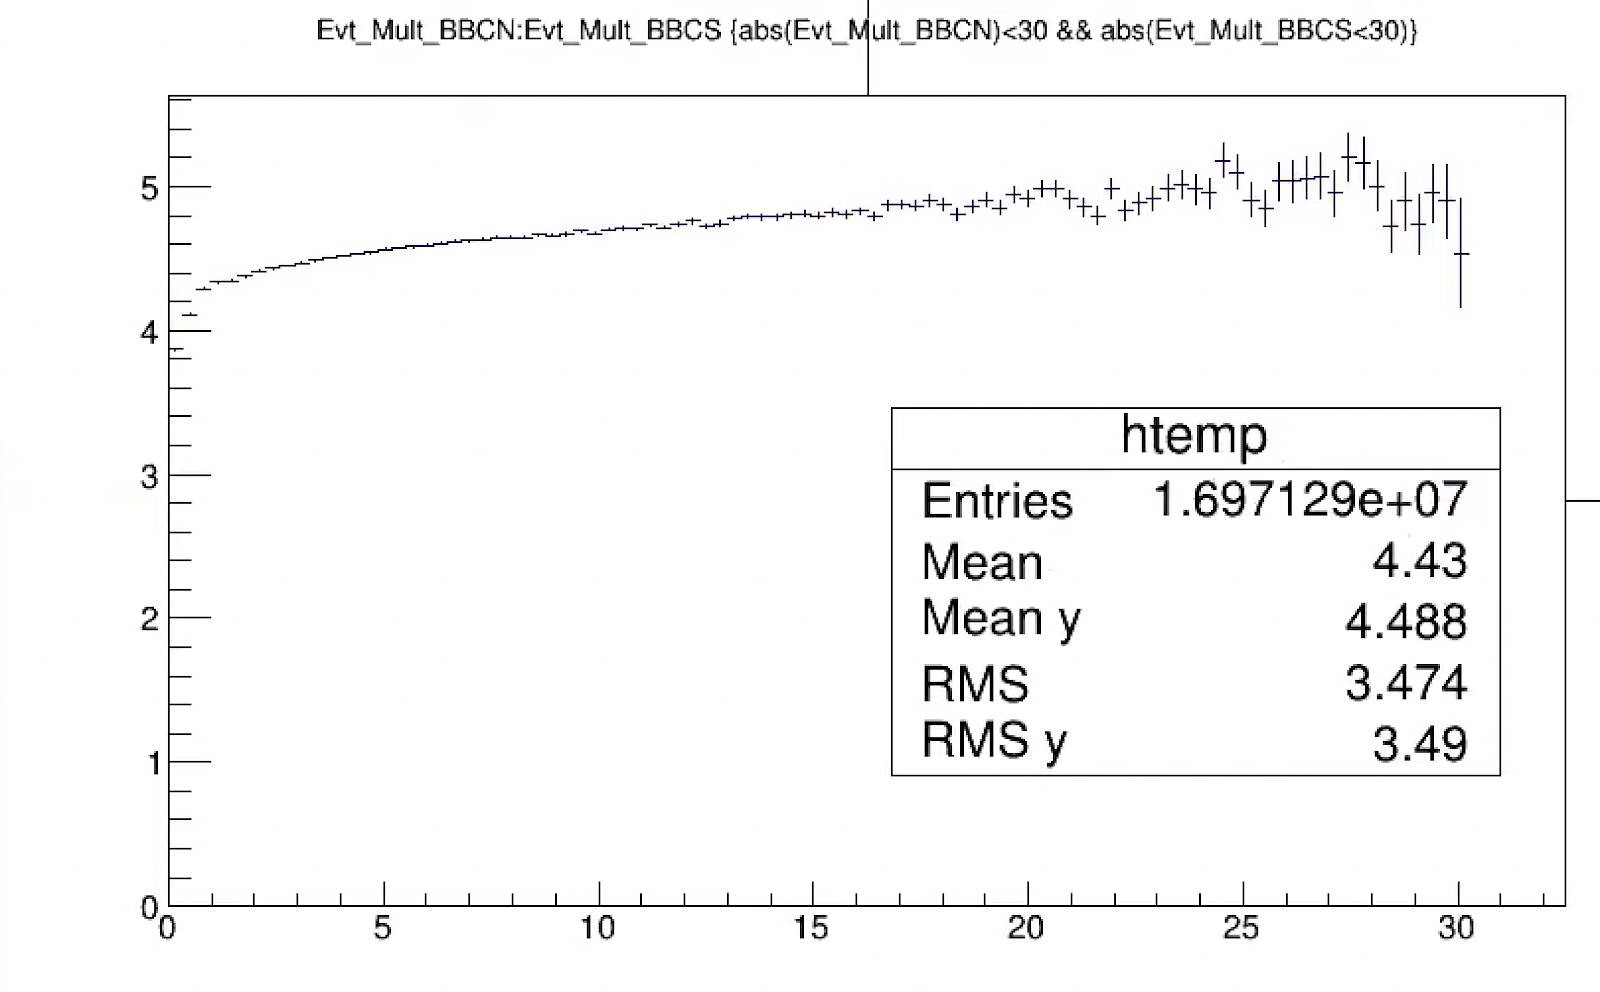 Evt_Mult_BBCN:Evt_Mult_BBCS {abs(Evt_Mult_BBCN)<30 && abs(Evt_Mult_BBCS<30)}
5
4
3
2
1
0
htemp
Entries 1.697129e+07
Mean 4.43
Mean y 4.488
RMS 3.474
RMS y 3.49
0 5 10 15 20 25 30